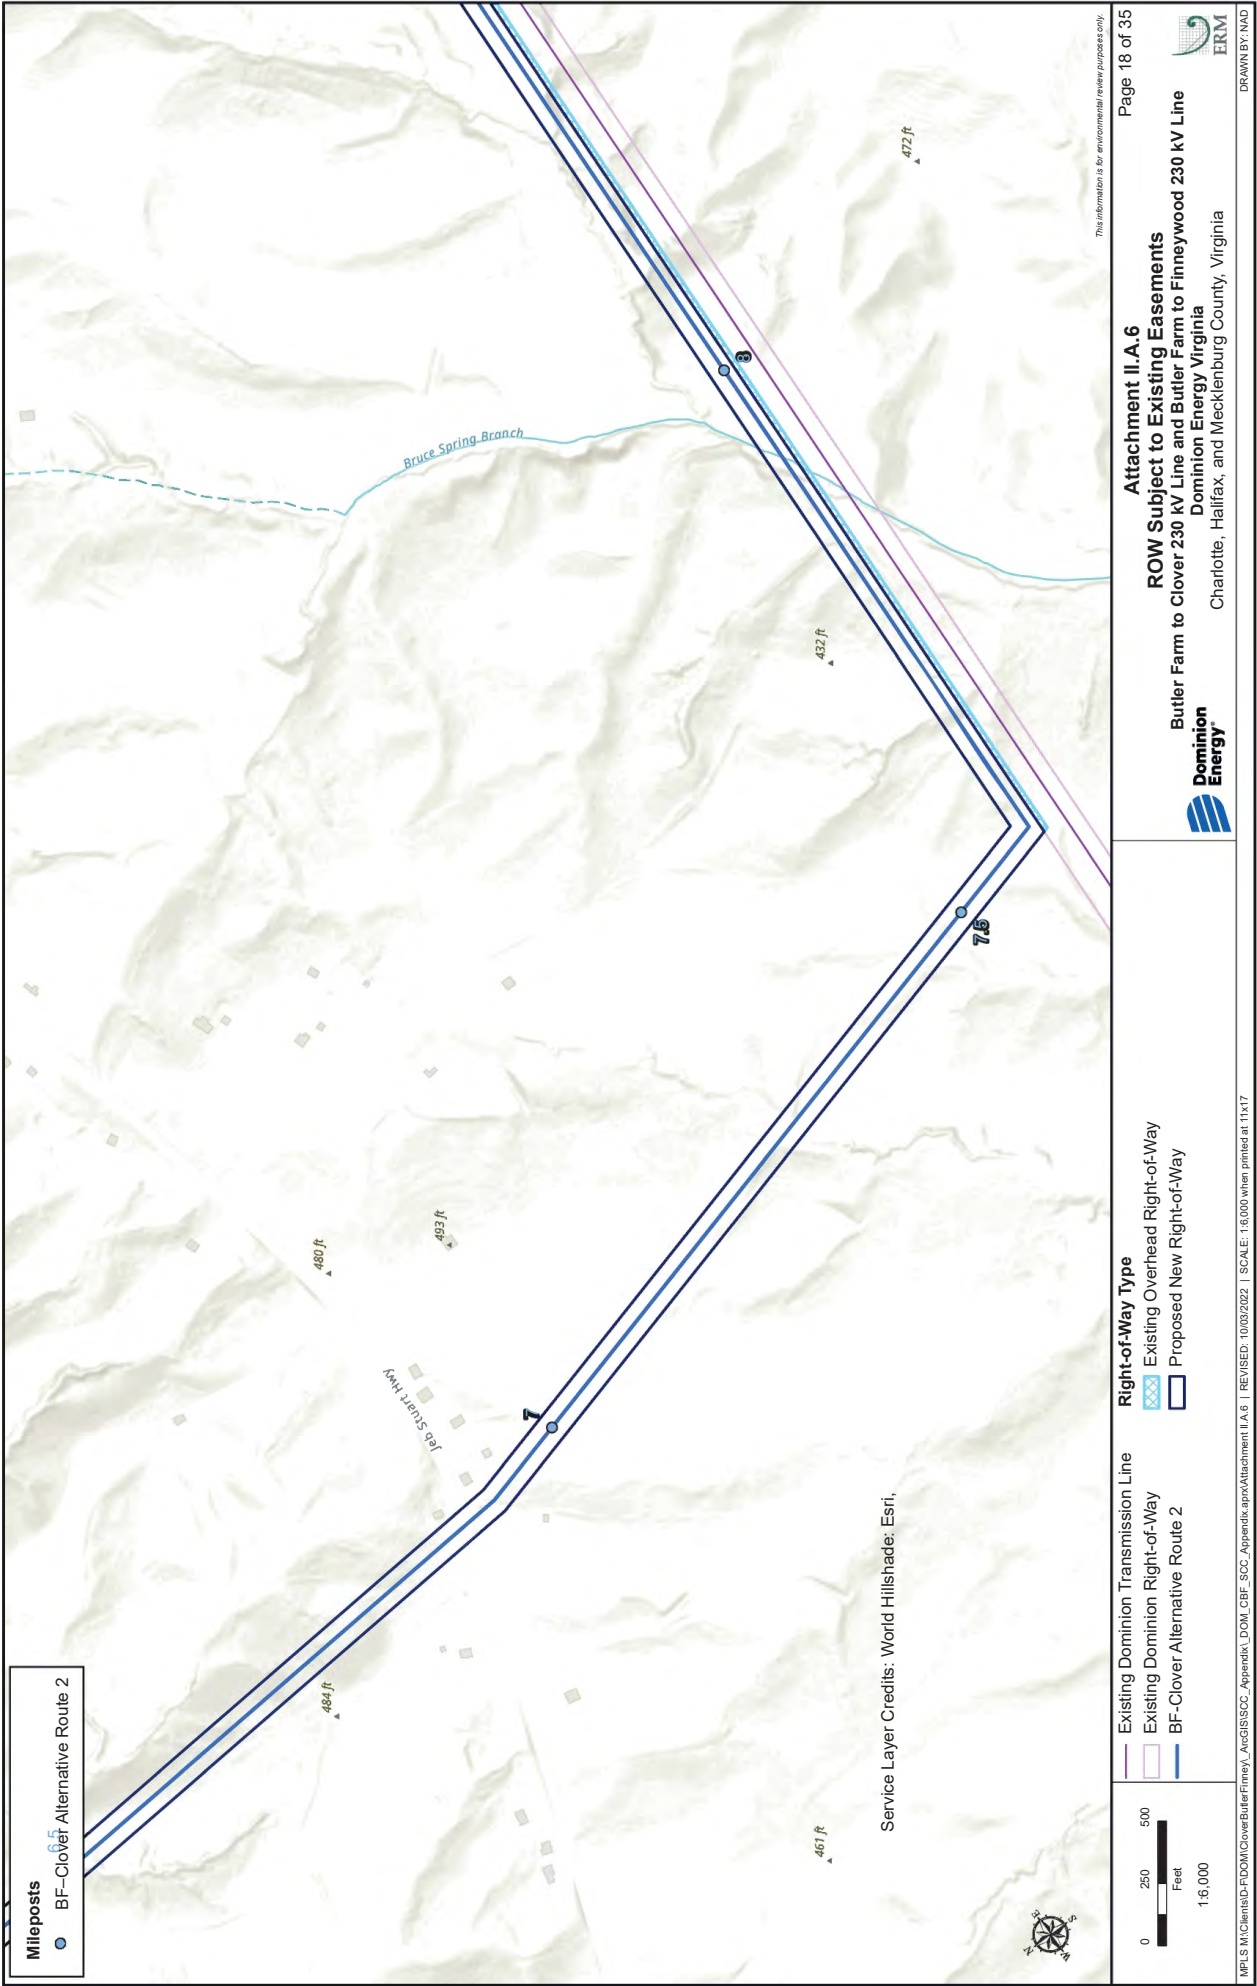 Mileposts
6.5
BF–Clover Alternative Route 2
484 ft
461 ft
Jeb Stuart Hwy
7
480 ft
493 ft
Service Layer Credits: World Hillshade: Esri,
7.5
Bruce Spring Branch
432 ft
8
472 ft
This information is for environmental review purposes only.
N
E
S
W
0 250 500
Feet
1:6,000
Existing Dominion Transmission Line
Existing Dominion Right-of-Way
BF-Clover Alternative Route 2
Right-of-Way Type
Existing Overhead Right-of-Way
Proposed New Right-of-Way
Dominion
Energy®
Attachment II.A.6
ROW Subject to Existing Easements
Butler Farm to Clover 230 kV Line and Butler Farm to Finneywood 230 kV Line
Dominion Energy Virginia
Charlotte, Halifax, and Mecklenburg County, Virginia
Page 18 of 35
ERM
MPLS M:\Clients\D-F\DOM\CloverButlerFinney\_ArcGIS\SCC_Appendix\_DOM_CBF_SCC_Appendix.aprx\Attachment II.A.6 | REVISED: 10/03/2022 | SCALE: 1:6,000 when printed at 11x17
DRAWN BY: NAD